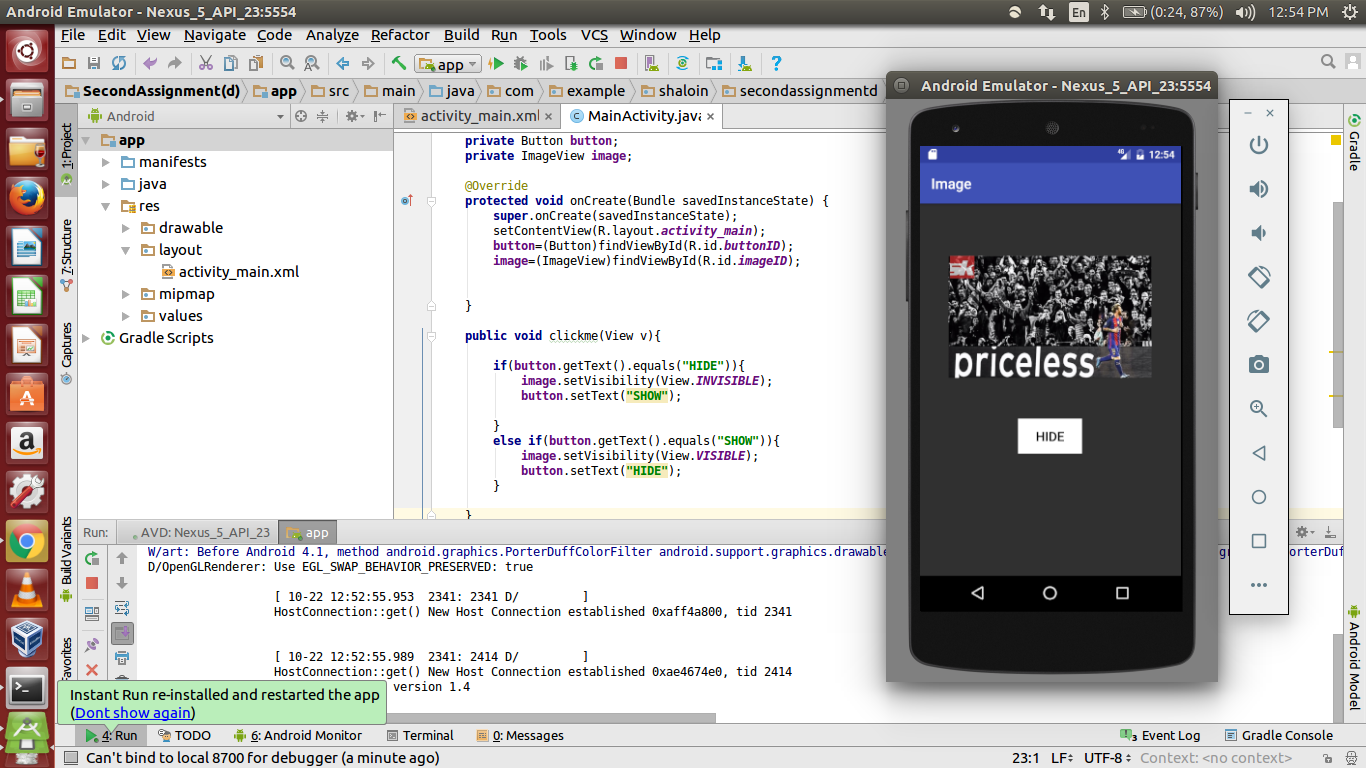 Android Emulator - Nexus_5_API_23:5554
En
(0:24, 87%)
12:54 PM
File Edit View Navigate Code Analyze Refactor Build Run Tools VCS Window Help
app
SecondAssignment(d) app src main java com example shaloin secondassignmentd
Android
activity_main.xml
MainActivity.java
1: Project
7: Structure
Captures
Build Variants
Favorites
app
manifests
java
res
drawable
layout
activity_main.xml
mipmap
values
Gradle Scripts
private Button button;
private ImageView image;
@Override
protected void onCreate(Bundle savedInstanceState) {
super.onCreate(savedInstanceState);
setContentView(R.layout.activity_main);
button=(Button)findViewById(R.id.buttonID);
image=(ImageView)findViewById(R.id.imageID);
}
public void clickme(View v){
if(button.getText().equals("HIDE")){
image.setVisibility(View.INVISIBLE);
button.setText("SHOW");
}
else if(button.getText().equals("SHOW")){
image.setVisibility(View.VISIBLE);
button.setText("HIDE");
}
}
Android Emulator - Nexus_5_API_23:5554
12:54
Image
SK
priceless
HIDE
Gradle
Android Model
Run:
AVD: Nexus_5_API_23
app
W/art: Before Android 4.1, method android.graphics.PorterDuffColorFilter android.support.graphics.drawable
D/OpenGLRenderer: Use EGL_SWAP_BEHAVIOR_PRESERVED: true
[ 10-22 12:52:55.953 2341: 2341 D/ ]
HostConnection::get() New Host Connection established 0xaff4a800, tid 2341
[ 10-22 12:52:55.989 2341: 2414 D/ ]
HostConnection::get() New Host Connection established 0xae4674e0, tid 2414
version 1.4
Instant Run re-installed and restarted the app
(Dont show again)
4: Run
TODO
6: Android Monitor
Terminal
0: Messages
3 Event Log
Gradle Console
Can't bind to local 8700 for debugger (a minute ago)
23:1 LF÷ UTF-8÷ Context: <no context>